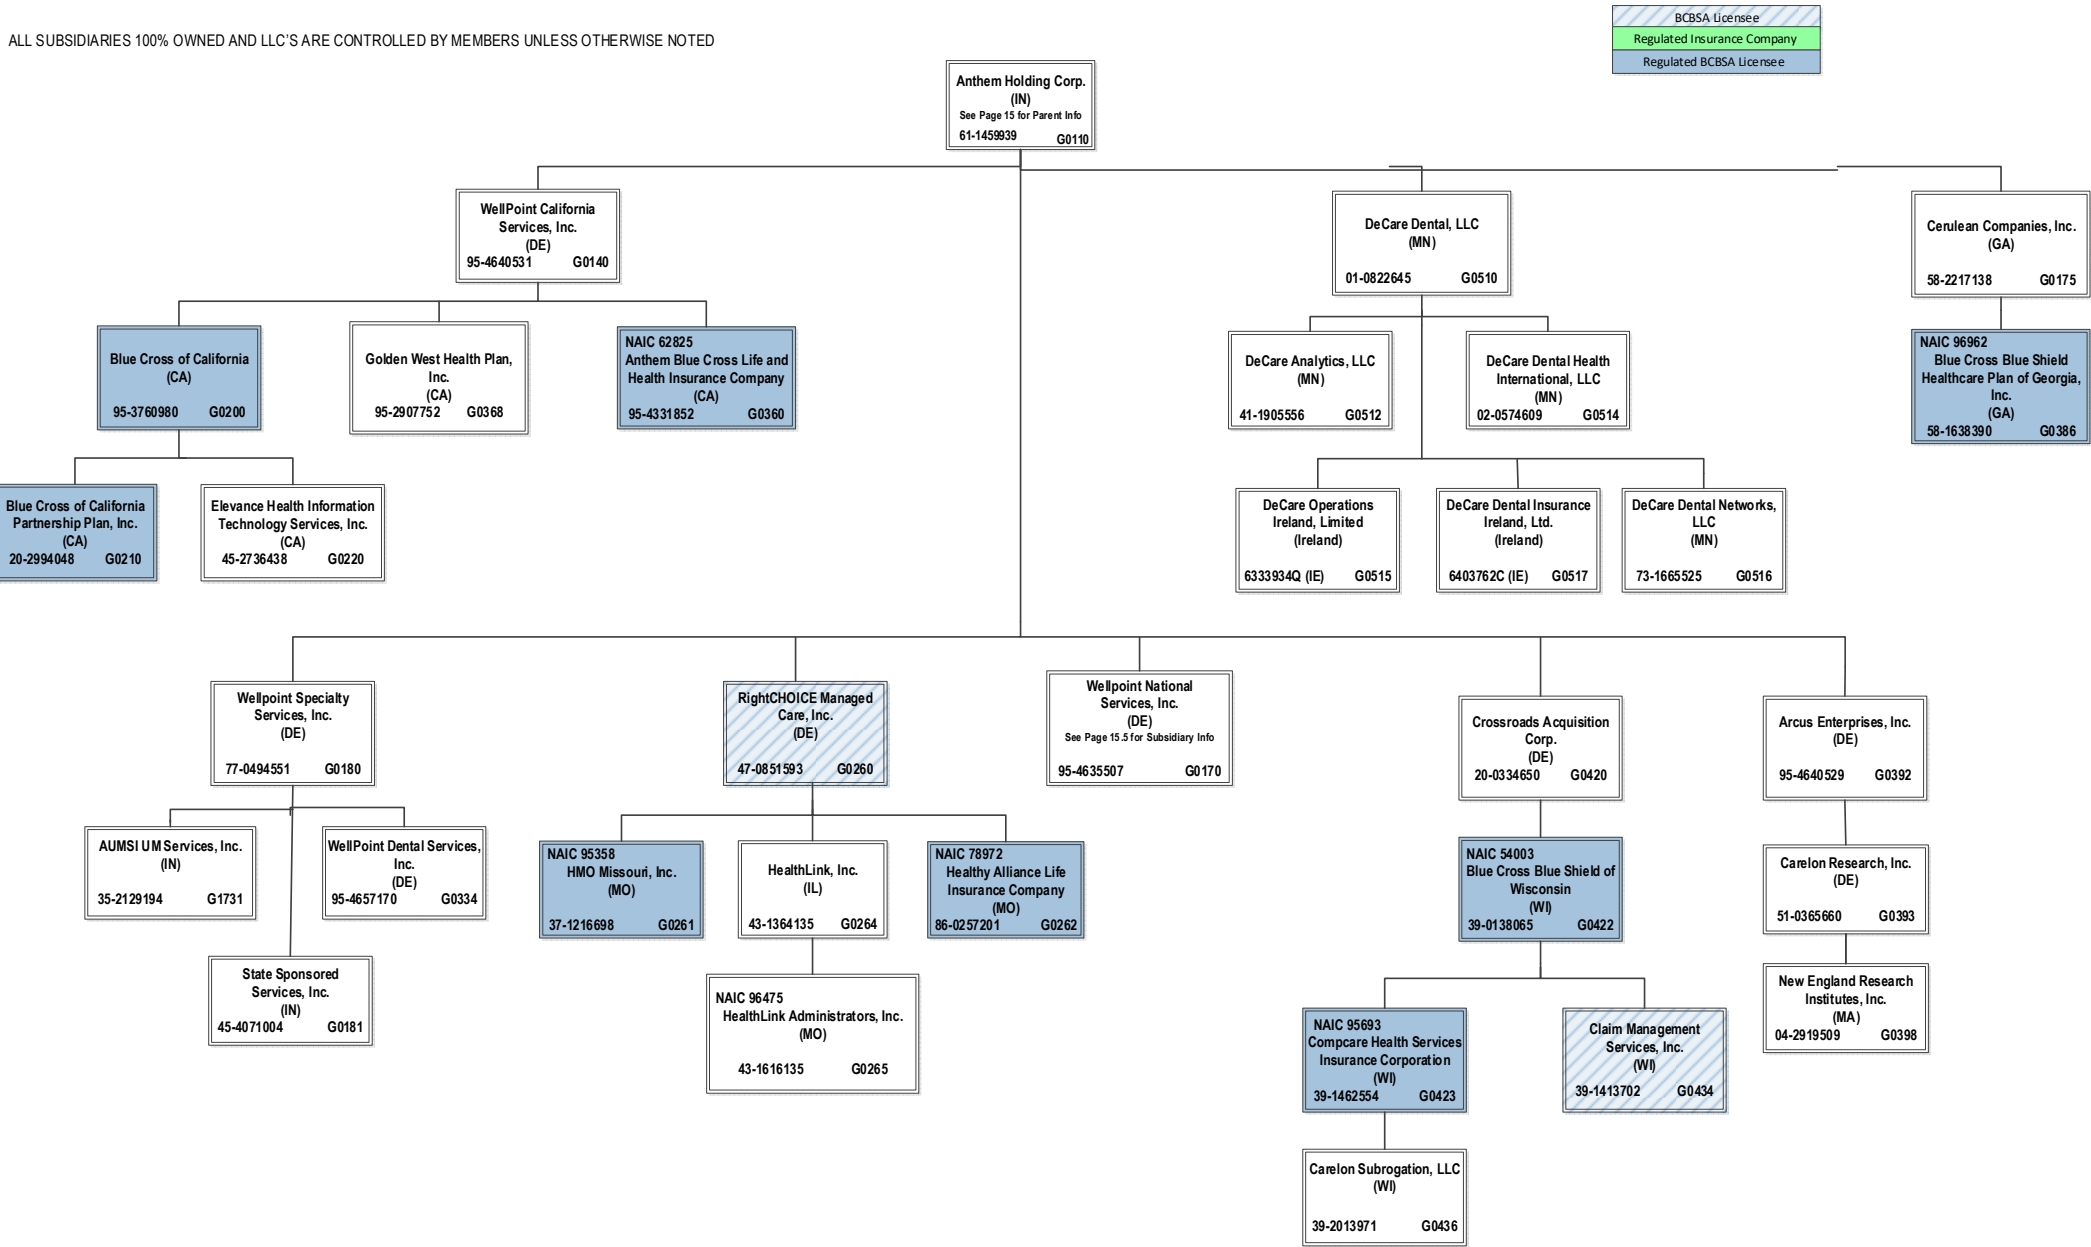 BCBSA Licensee
Regulated Insurance Company
Regulated BCBSA Licensee
ALL SUBSIDIARIES 100% OWNED AND LLC'S ARE CONTROLLED BY MEMBERS UNLESS OTHERWISE NOTED
Anthem Holding Corp.
(IN)
See Page 15 for Parent Info
61-1459939 G0110
WellPoint California
Services, Inc.
(DE)
95-4640531 G0140
DeCare Dental, LLC
(MN)
01-0822645 G0510
Cerulean Companies, Inc.
(GA)
58-2217138 G0175
Blue Cross of California
(CA)
95-3760980 G0200
Golden West Health Plan,
Inc.
(CA)
95-2907752 G0368
NAIC 62825
Anthem Blue Cross Life and
Health Insurance Company
(CA)
95-4331852 G0360
DeCare Analytics, LLC
(MN)
41-1905556 G0512
DeCare Dental Health
International, LLC
(MN)
02-0574609 G0514
NAIC 96962
Blue Cross Blue Shield
Healthcare Plan of Georgia,
Inc.
(GA)
58-1638390 G0386
Blue Cross of California
Partnership Plan, Inc.
(CA)
20-2994048 G0210
Elevance Health Information
Technology Services, Inc.
(CA)
45-2736438 G0220
DeCare Operations
Ireland, Limited
(Ireland)
6333934Q (IE) G0515
DeCare Dental Insurance
Ireland, Ltd.
(Ireland)
6403762C (IE) G0517
DeCare Dental Networks,
LLC
(MN)
73-1665525 G0516
Wellpoint Specialty
Services, Inc.
(DE)
77-0494551 G0180
RightCHOICE Managed
Care, Inc.
(DE)
47-0851593 G0260
Wellpoint National
Services, Inc.
(DE)
See Page 15.5 for Subsidiary Info
95-4635507 G0170
Crossroads Acquisition
Corp.
(DE)
20-0334650 G0420
Arcus Enterprises, Inc.
(DE)
95-4640529 G0392
AUMSI UM Services, Inc.
(IN)
35-2129194 G1731
WellPoint Dental Services,
Inc.
(DE)
95-4657170 G0334
NAIC 95358
HMO Missouri, Inc.
(MO)
37-1216698 G0261
HealthLink, Inc.
(IL)
43-1364135 G0264
NAIC 78972
Healthy Alliance Life
Insurance Company
(MO)
86-0257201 G0262
NAIC 54003
Blue Cross Blue Shield of
Wisconsin
(WI)
39-0138065 G0422
Carelon Research, Inc.
(DE)
51-0365660 G0393
State Sponsored
Services, Inc.
(IN)
45-4071004 G0181
NAIC 96475
HealthLink Administrators, Inc.
(MO)
43-1616135 G0265
NAIC 95693
Compcare Health Services
Insurance Corporation
(WI)
39-1462554 G0423
Claim Management
Services, Inc.
(WI)
39-1413702 G0434
New England Research
Institutes, Inc.
(MA)
04-2919509 G0398
Carelon Subrogation, LLC
(WI)
39-2013971 G0436